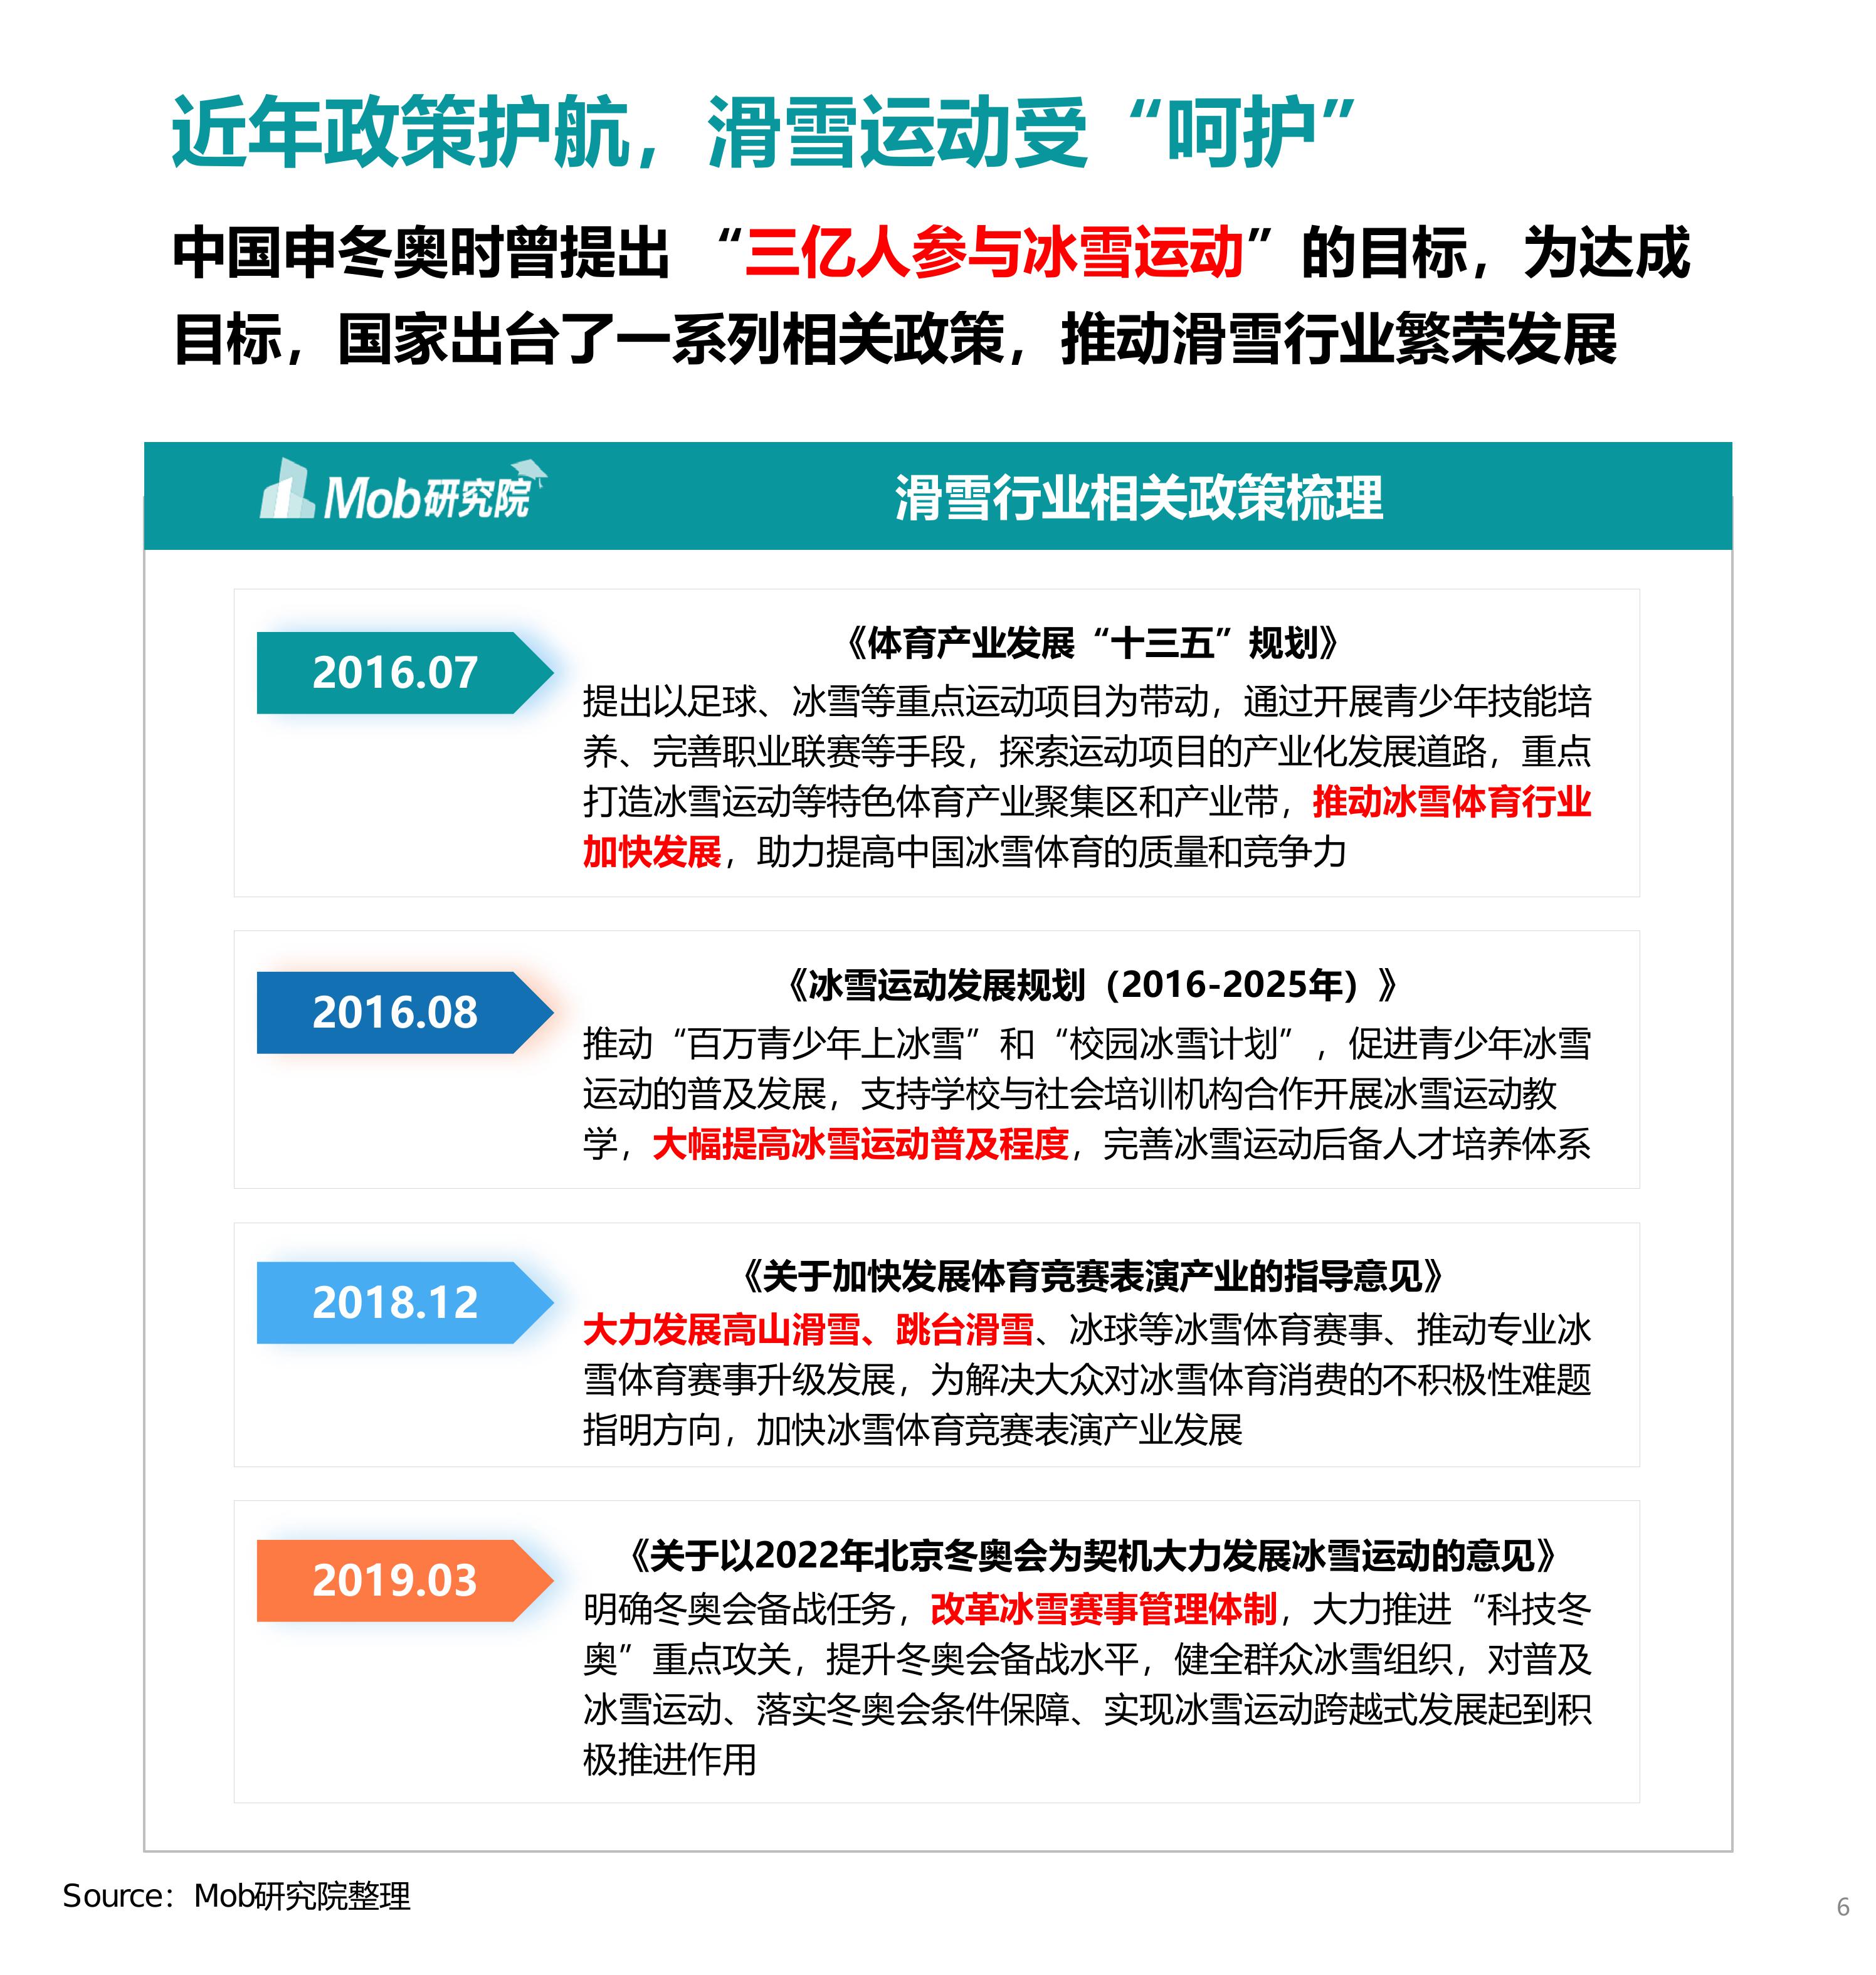 近年政策护航，滑雪运动受“呵护”
中国申冬奥时曾提出 “三亿人参与冰雪运动”的目标，为达成
目标，国家出台了一系列相关政策，推动滑雪行业繁荣发展
Mob研究院
滑雪行业相关政策梳理
2016.07
《体育产业发展“十三五”规划》
提出以足球、冰雪等重点运动项目为带动，通过开展青少年技能培
养、完善职业联赛等手段，探索运动项目的产业化发展道路，重点
打造冰雪运动等特色体育产业聚集区和产业带，推动冰雪体育行业
加快发展，助力提高中国冰雪体育的质量和竞争力
2016.08
《冰雪运动发展规划（2016-2025年）》
推动“百万青少年上冰雪”和“校园冰雪计划”，促进青少年冰雪
运动的普及发展，支持学校与社会培训机构合作开展冰雪运动教
学，大幅提高冰雪运动普及程度，完善冰雪运动后备人才培养体系
2018.12
《关于加快发展体育竞赛表演产业的指导意见》
大力发展高山滑雪、跳台滑雪、冰球等冰雪体育赛事、推动专业冰
雪体育赛事升级发展，为解决大众对冰雪体育消费的不积极性难题
指明方向，加快冰雪体育竞赛表演产业发展
2019.03
《关于以2022年北京冬奥会为契机大力发展冰雪运动的意见》
明确冬奥会备战任务，改革冰雪赛事管理体制，大力推进“科技冬
奥”重点攻关，提升冬奥会备战水平，健全群众冰雪组织，对普及
冰雪运动、落实冬奥会条件保障、实现冰雪运动跨越式发展起到积
极推进作用
Source：Mob研究院整理
6